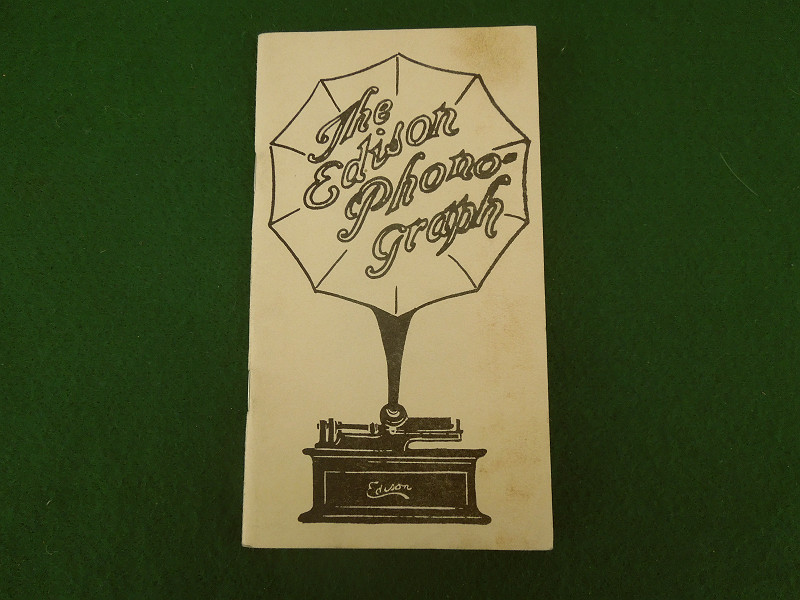 The
Edison
Phono-
Graph
Edison